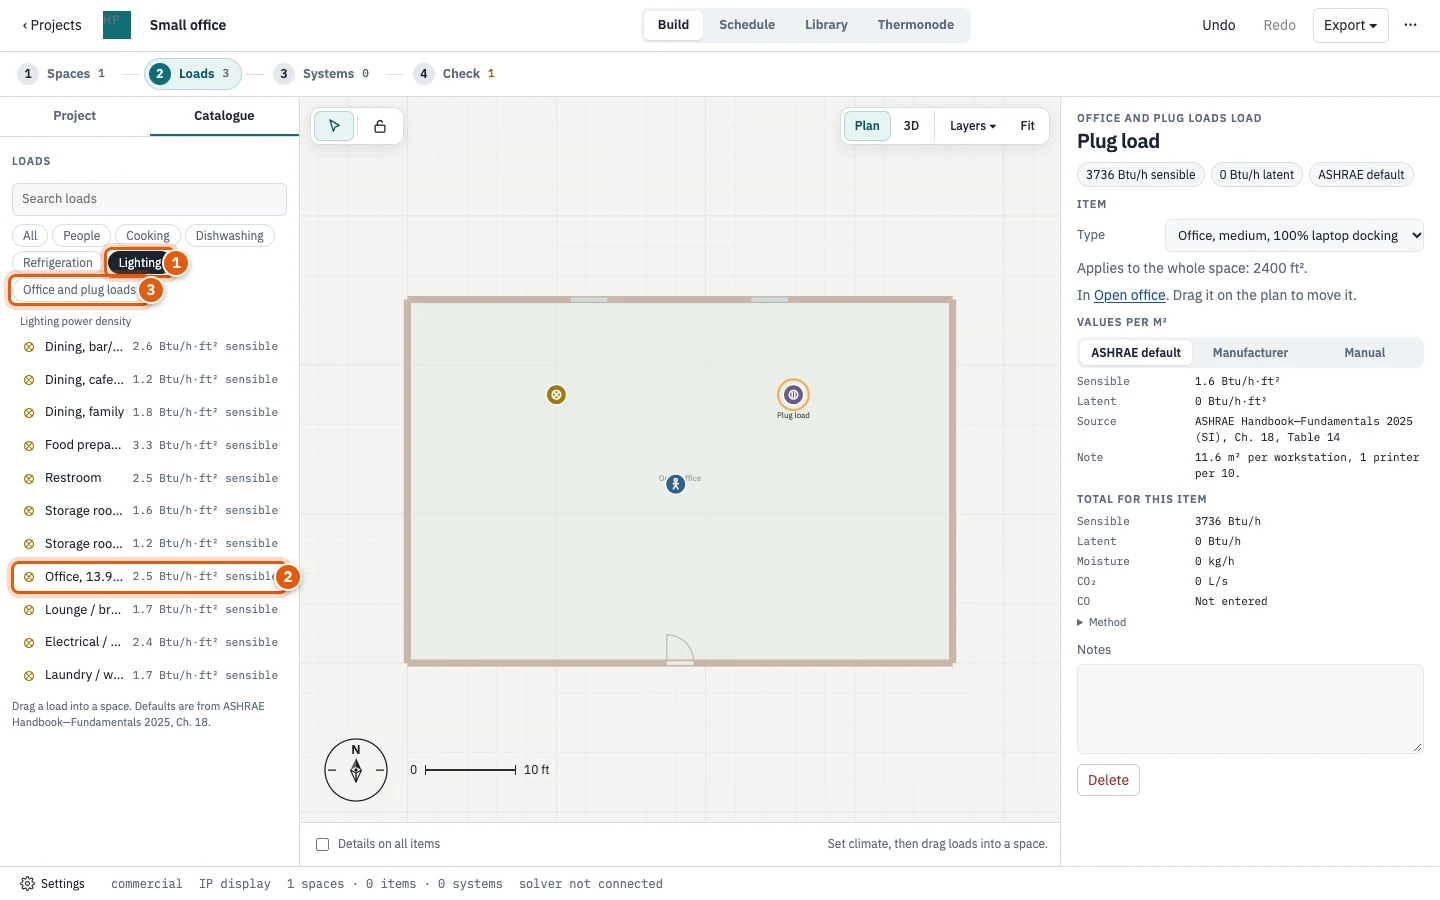 ‹ Projects
HP
Small office
Build
Schedule
Library
Thermonode
Undo
Redo
Export
1 Spaces 1
2 Loads 3
3 Systems 0
4 Check 1
Project
Catalogue
LOADS
Search loads
All
People
Cooking
Dishwashing
Refrigeration
Lighting
1
Office and plug loads
3
Lighting power density
Dining, bar/... 2.6 Btu/h·ft² sensible
Dining, cafe... 1.2 Btu/h·ft² sensible
Dining, family 1.8 Btu/h·ft² sensible
Food prepa... 3.3 Btu/h·ft² sensible
Restroom 2.5 Btu/h·ft² sensible
Storage roo... 1.6 Btu/h·ft² sensible
Storage roo... 1.2 Btu/h·ft² sensible
Office, 13.9... 2.5 Btu/h·ft² sensible
2
Lounge / br... 1.7 Btu/h·ft² sensible
Electrical / ... 2.4 Btu/h·ft² sensible
Laundry / w... 1.7 Btu/h·ft² sensible
Drag a load into a space. Defaults are from ASHRAE
Handbook—Fundamentals 2025, Ch. 18.
Plan
3D
Layers
Fit
Plug load
N
0
10 ft
Details on all items
Set climate, then drag loads into a space.
OFFICE AND PLUG LOADS LOAD
Plug load
3736 Btu/h sensible
0 Btu/h latent
ASHRAE default
ITEM
Type
Office, medium, 100% laptop docking
Applies to the whole space: 2400 ft².
In Open office. Drag it on the plan to move it.
VALUES PER M²
ASHRAE default
Manufacturer
Manual
Sensible 1.6 Btu/h·ft²
Latent 0 Btu/h·ft²
Source ASHRAE Handbook—Fundamentals 2025
(SI), Ch. 18, Table 14
Note 11.6 m² per workstation, 1 printer
per 10.
TOTAL FOR THIS ITEM
Sensible 3736 Btu/h
Latent 0 Btu/h
Moisture 0 kg/h
CO₂ 0 L/s
CO Not entered
Method
Notes
Delete
Settings
commercial
IP display
1 spaces · 0 items · 0 systems
solver not connected